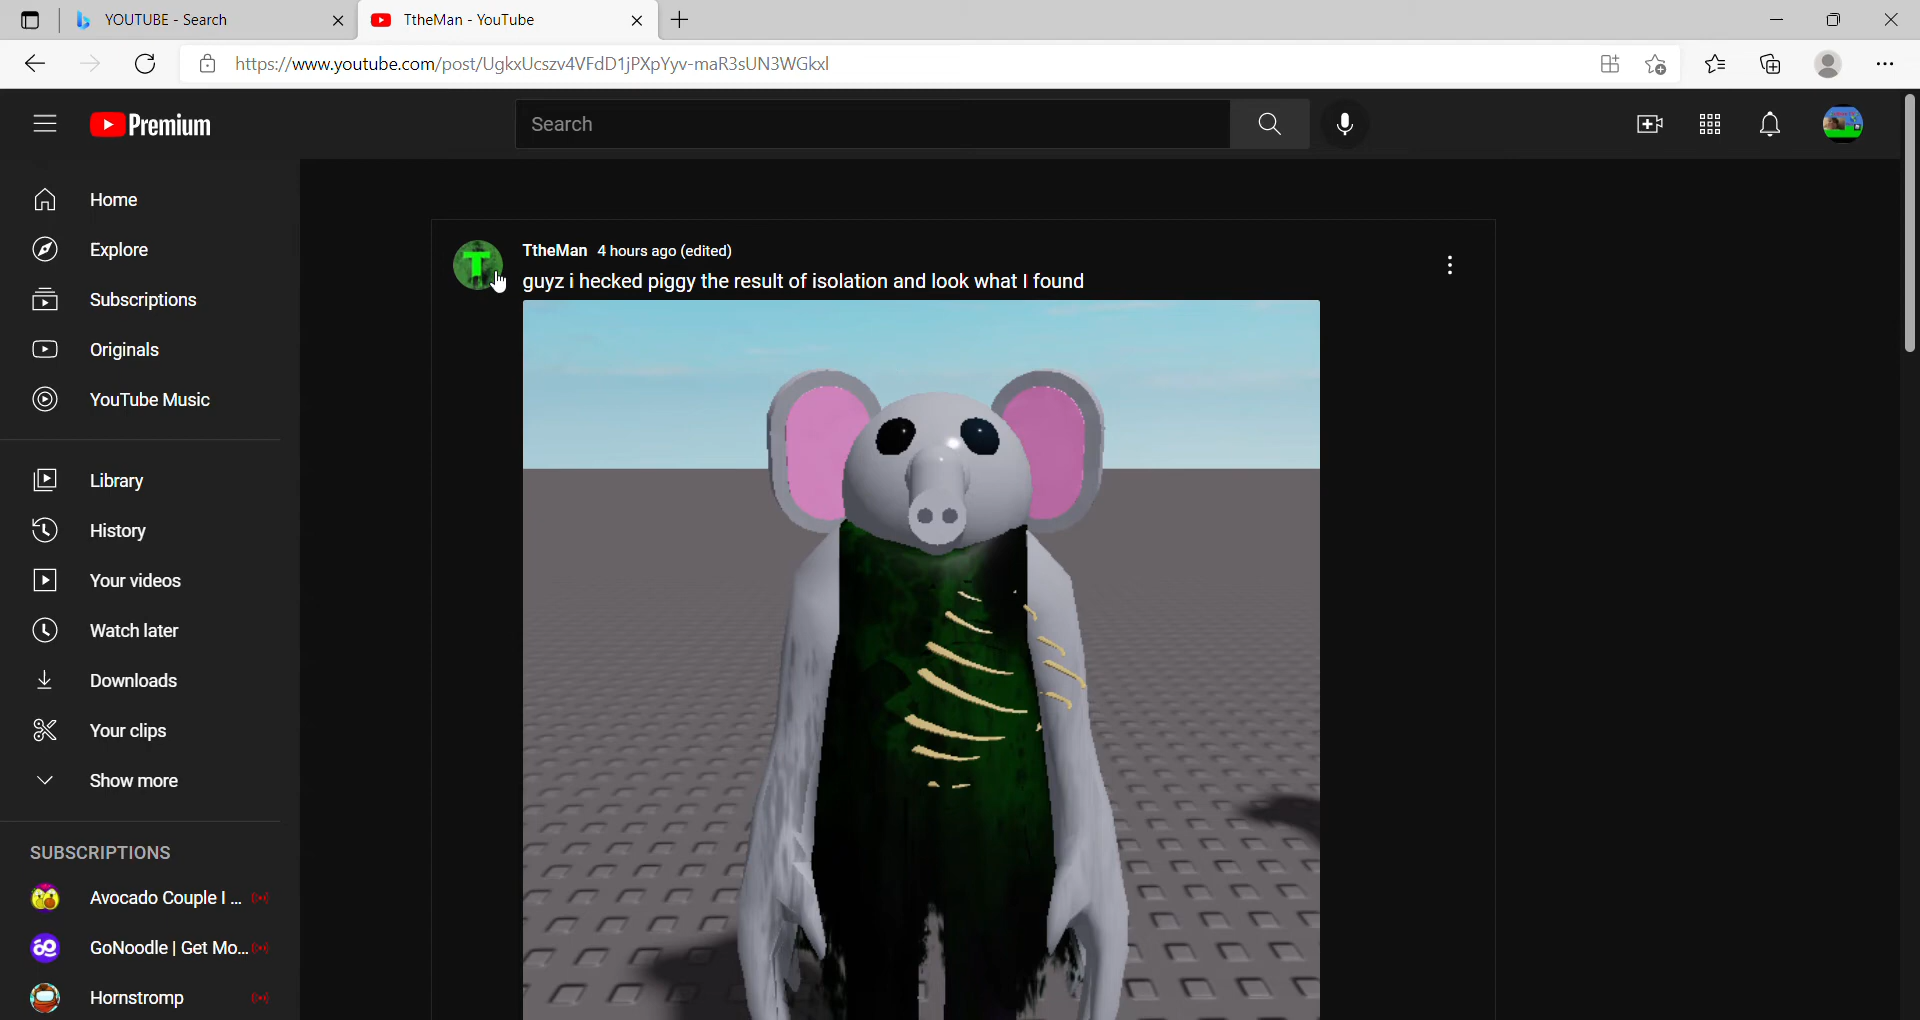 YOUTUBE - Search
TtheMan - YouTube
https://www.youtube.com/post/UgkxUcszv4VFdD1jPXpYyv-maR3sUN3WGkxl
Premium
Search
Home
Explore
Subscriptions
Originals
YouTube Music
Library
History
Your videos
Watch later
Downloads
Your clips
Show more
SUBSCRIPTIONS
Avocado Couple I ...
GoNoodle | Get Mo...
Hornstromp
T
TtheMan 4 hours ago (edited)
guyz i hecked piggy the result of isolation and look what I found